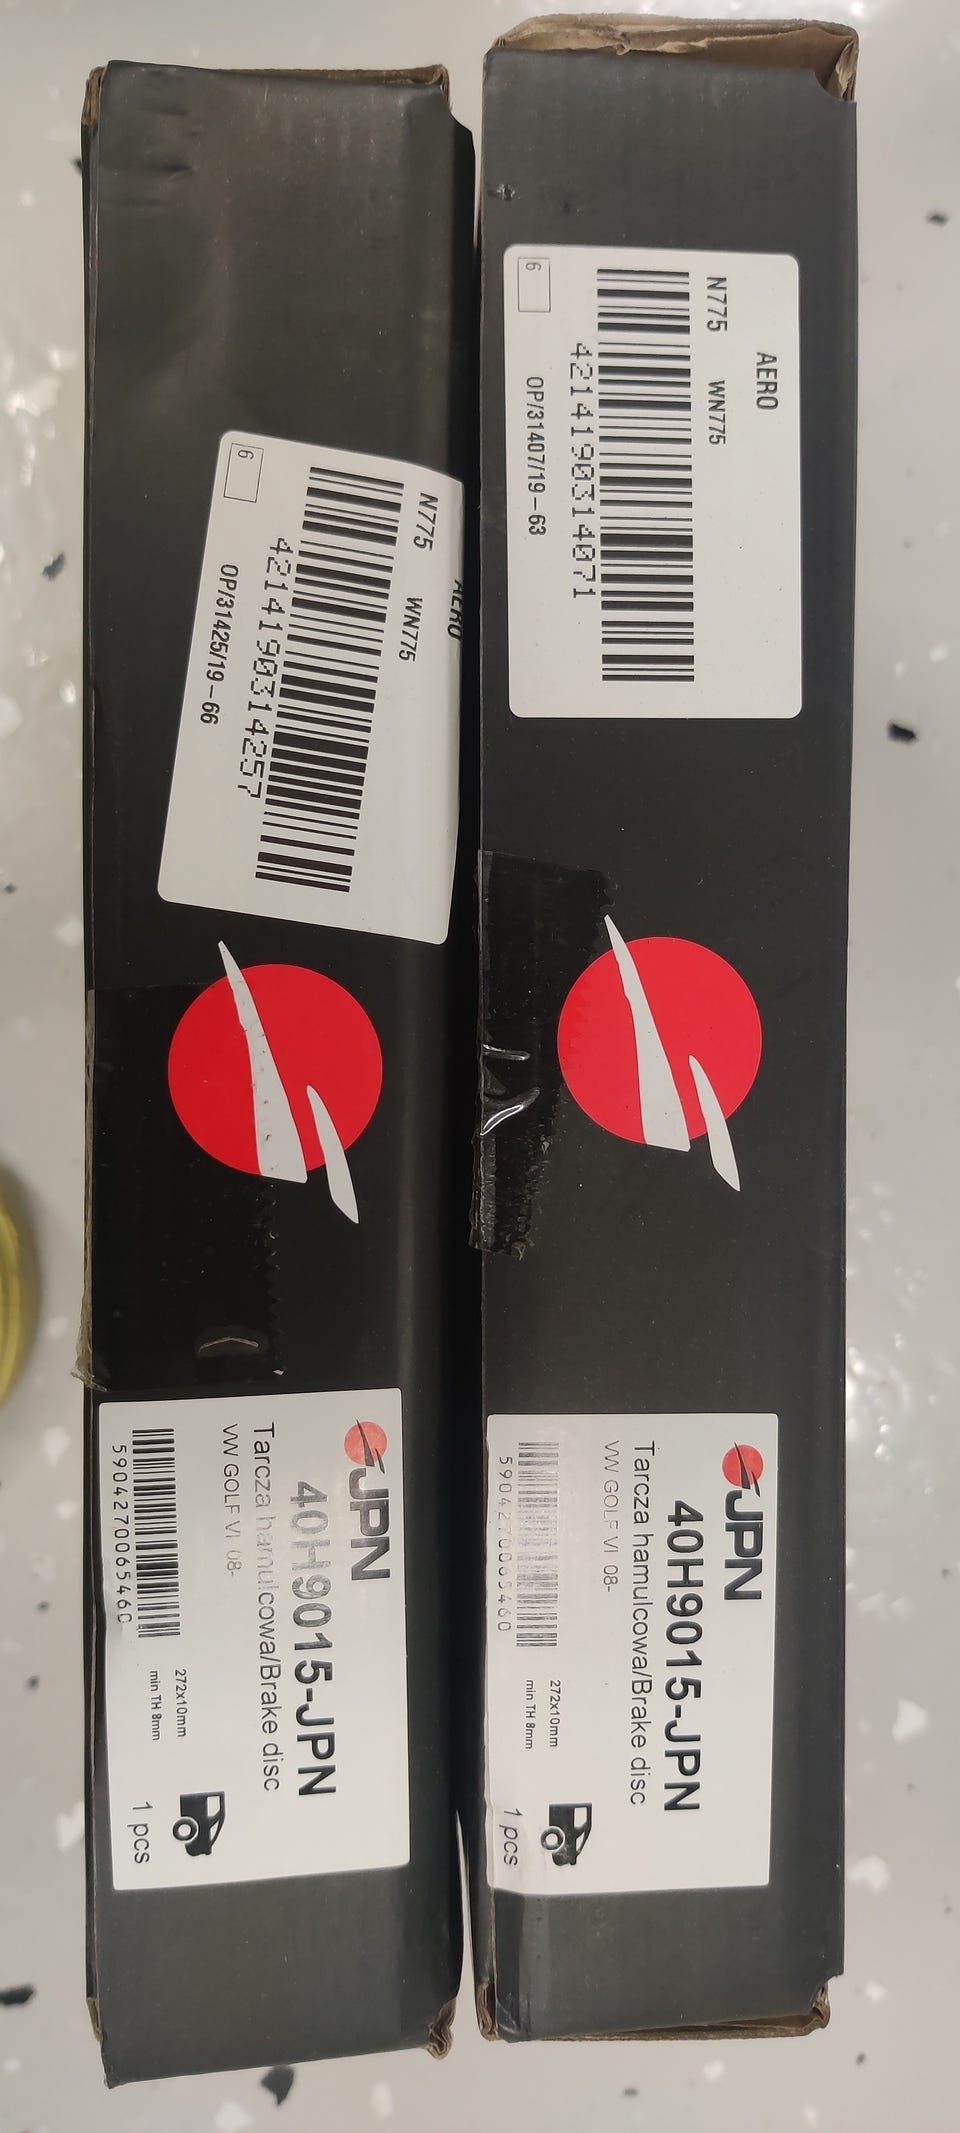 AERO
N775 WN775
4214190314071
OP/31407/19-63
6
JPN
40H9015-JPN
Tarcza hamulcowa/Brake disc
VW GOLF VI 08-
272x10mm
min TH 8mm
5904270065460
1 pcs
AERO
N775 WN775
4214190314257
OP/31425/19-66
6
JPN
40H9015-JPN
Tarcza hamulcowa/Brake disc
VW GOLF VI 08-
272x10mm
min TH 8mm
5904270065460
1 pcs